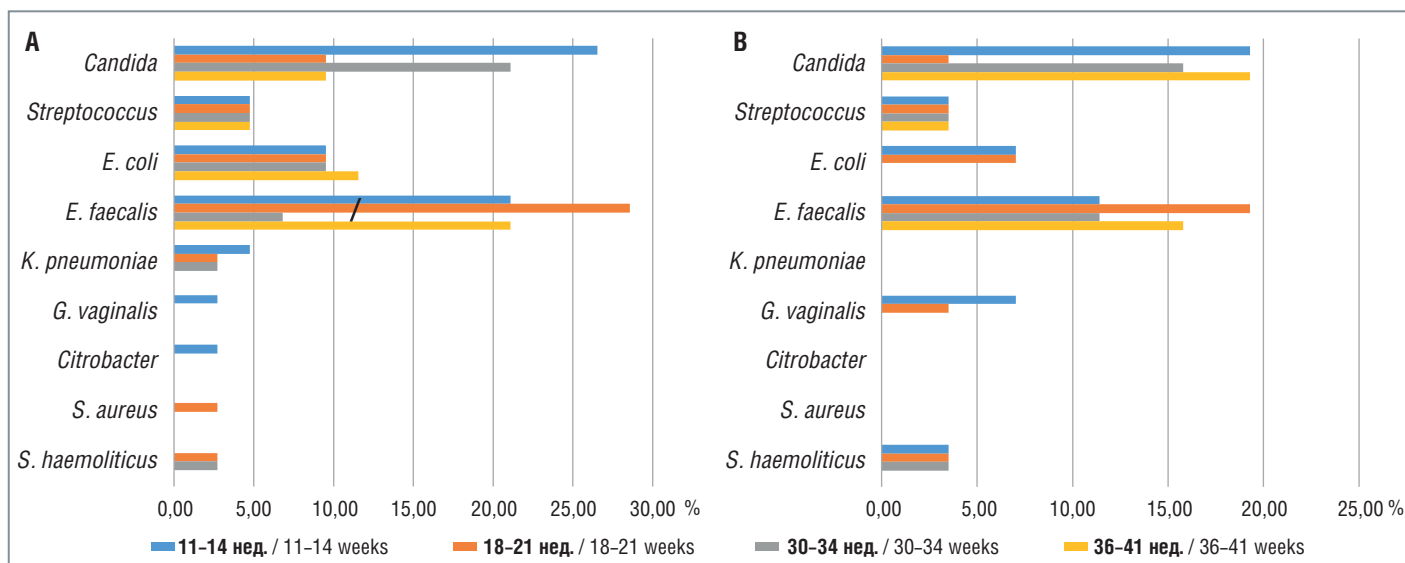 A
Candida
Streptococcus
E. coli
E. faecalis
K. pneumoniae
G. vaginalis
Citrobacter
S. aureus
S. haemoliticus
0,00 5,00 10,00 15,00 20,00 25,00 30,00 %
B
Candida
Streptococcus
E. coli
E. faecalis
K. pneumoniae
G. vaginalis
Citrobacter
S. aureus
S. haemoliticus
0,00 5,00 10,00 15,00 20,00 25,00 %
11–14 нед. / 11–14 weeks 18–21 нед. / 18–21 weeks 30–34 нед. / 30–34 weeks 36–41 нед. / 36–41 weeks